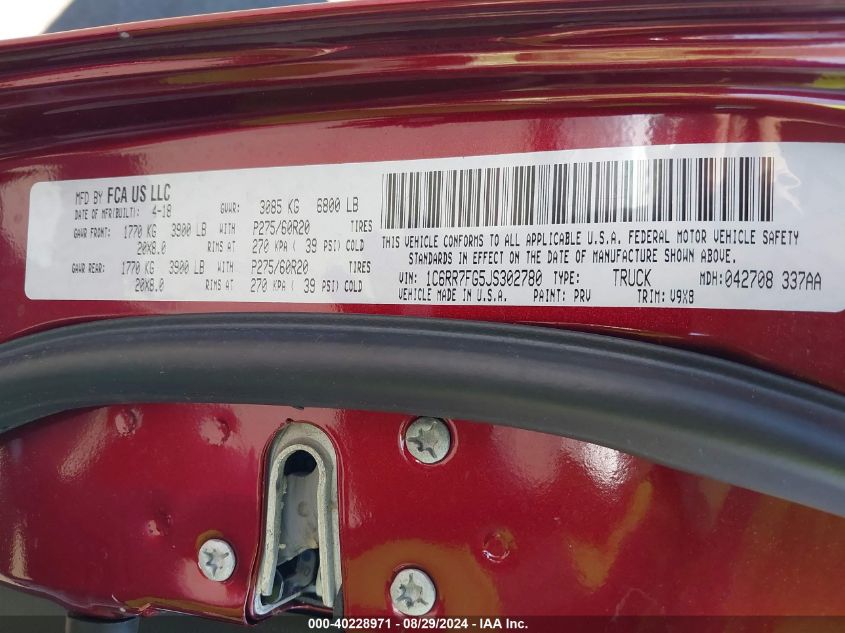 MFD BY FCA US LLC
DATE OF MFR(BUILT): 4-18 GVWR: 3085 KG 6800 LB
GAWR FRONT: 1770 KG 3900 LB WITH P275/60R20 TIRES
20X8.0 RIMS AT 270 KPA ( 39 PSI) COLD
GAWR REAR: 1770 KG 3900 LB WITH P275/60R20 TIRES
20X8.0 RIMS AT 270 KPA ( 39 PSI) COLD
THIS VEHICLE CONFORMS TO ALL APPLICABLE U.S.A. FEDERAL MOTOR VEHICLE SAFETY
STANDARDS IN EFFECT ON THE DATE OF MANUFACTURE SHOWN ABOVE.
VIN: 1C6RR7FG5JS302780 TYPE: TRUCK MDH:042708 337AA
VEHICLE MADE IN U.S.A. PAINT: PRV TRIM: V9X8
000-40228971 - 08/29/2024 - IAA Inc.